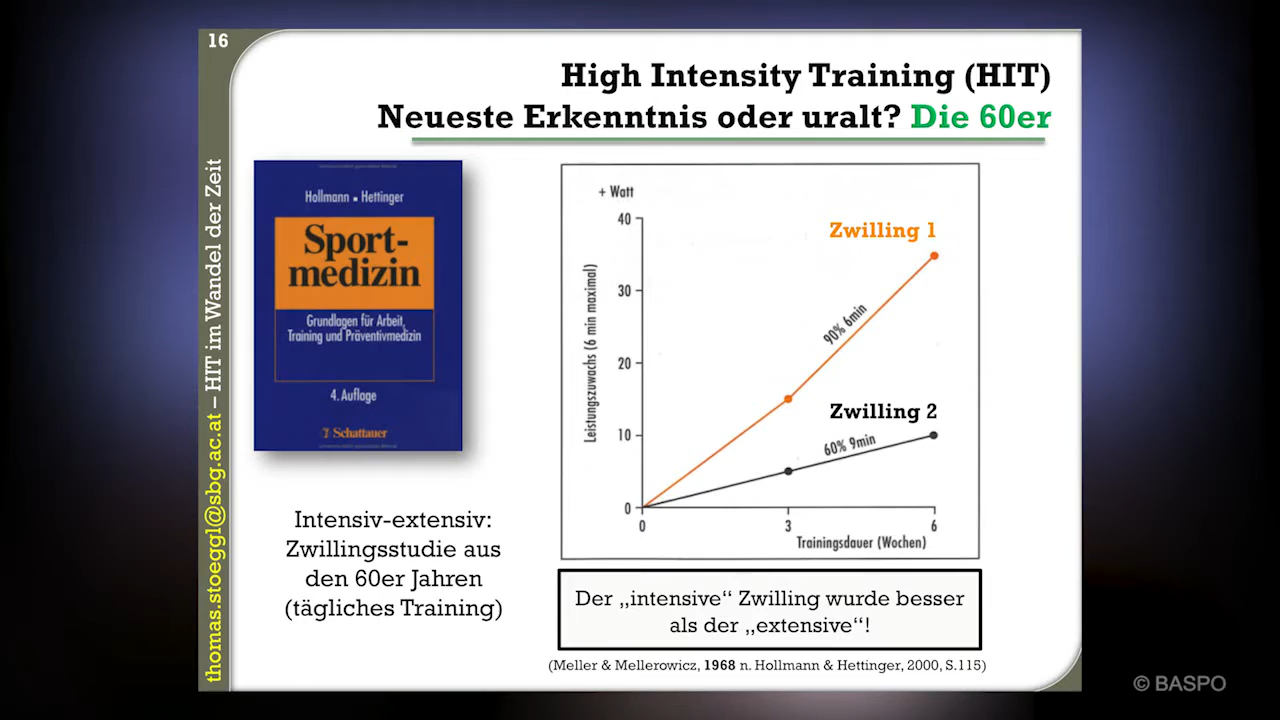 16
High Intensity Training (HIT)
Neueste Erkenntnis oder uralt? Die 60er
thomas.stoeggl@sbg.ac.at – HIT im Wandel der Zeit
Hollmann ▪ Hettinger
Sport-
medizin
Grundlagen für Arbeit,
Training und Präventivmedizin
4. Auflage
Schattauer
Intensiv-extensiv:
Zwillingsstudie aus
den 60er Jahren
(tägliches Training)
+ Watt
40
30
20
10
0
Leistungszuwachs (6 min maximal)
Zwilling 1
90% 6min
Zwilling 2
60% 9min
0 3 6
Trainingsdauer (Wochen)
Der „intensive“ Zwilling wurde besser
als der „extensive“!
(Meller & Mellerowicz, 1968 n. Hollmann & Hettinger, 2000, S.115)
© BASPO